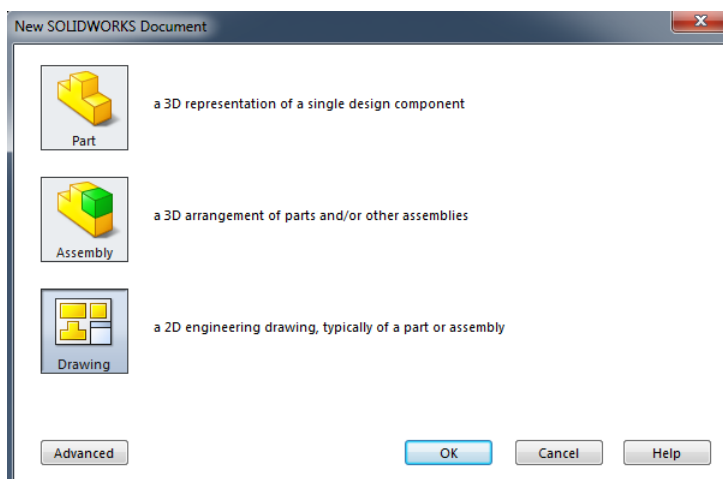 New SOLIDWORKS Document
Part
a 3D representation of a single design component
Assembly
a 3D arrangement of parts and/or other assemblies
Drawing
a 2D engineering drawing, typically of a part or assembly
Advanced
OK
Cancel
Help